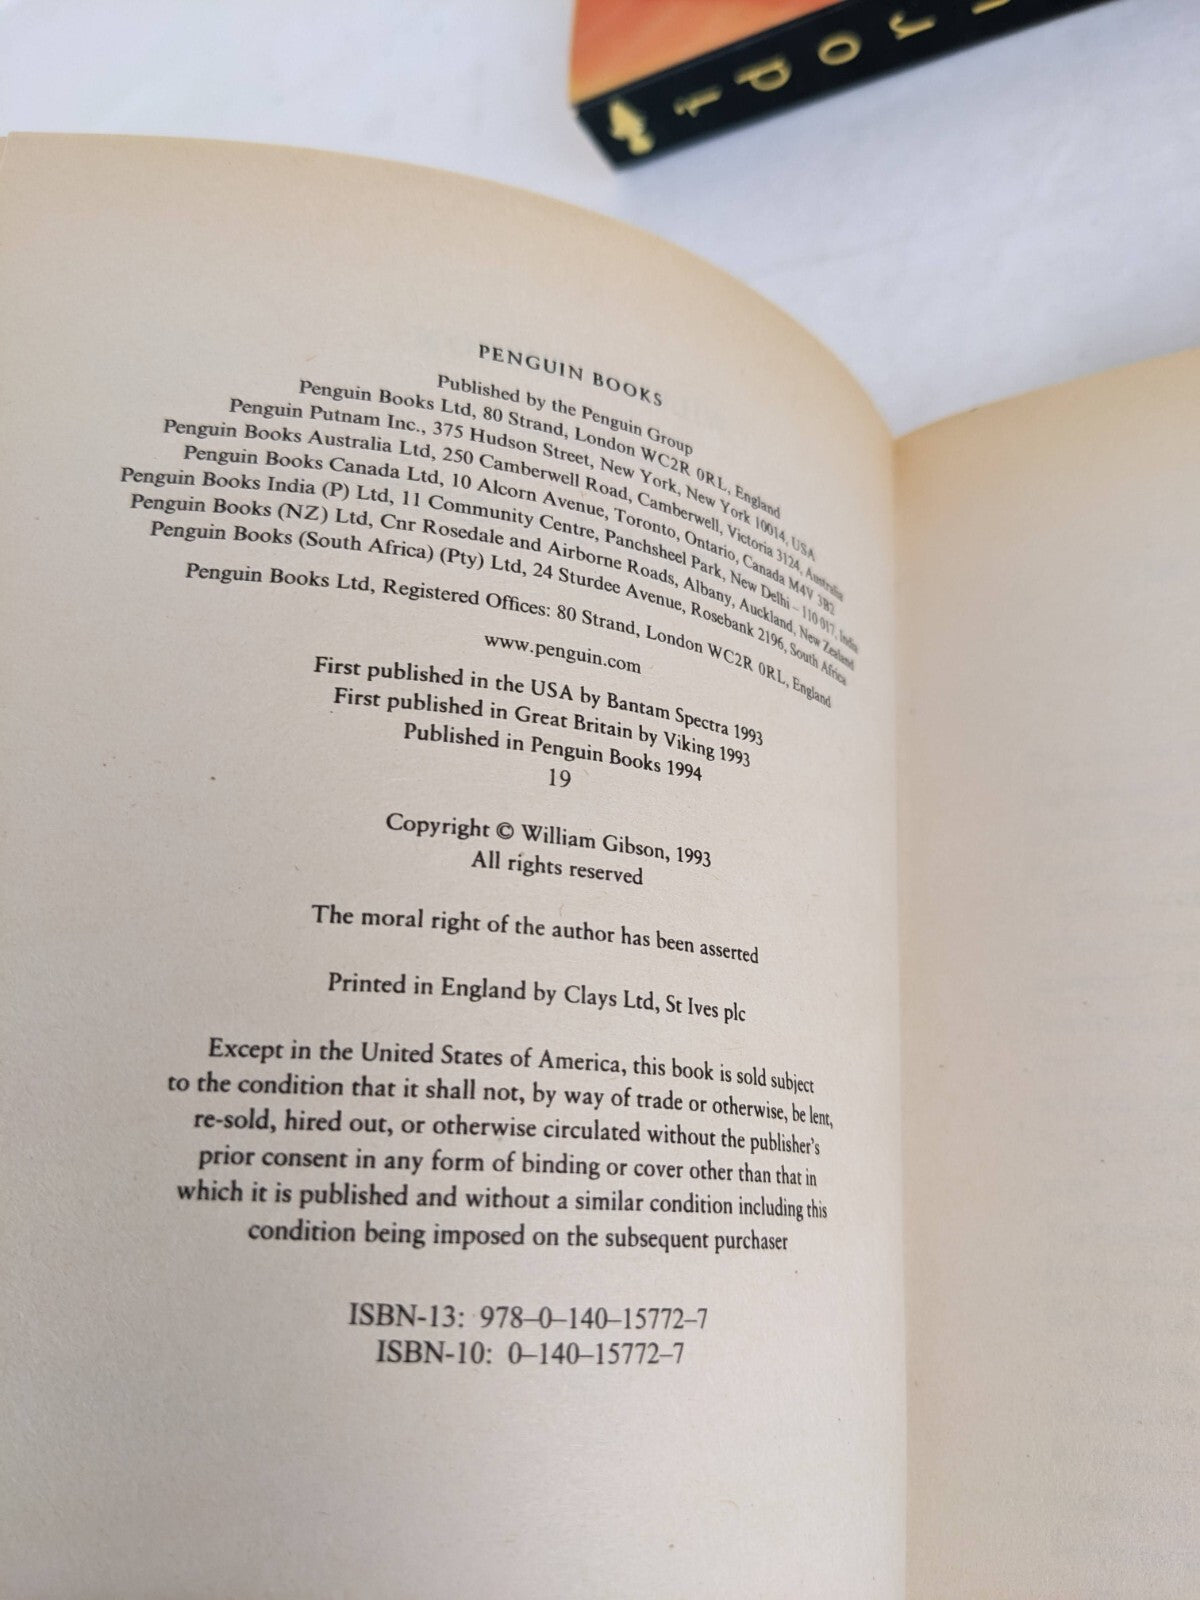 idor
PENGUIN BOOKS
Published by the Penguin Group
Penguin Books Ltd, 80 Strand, London WC2R 0RL, England
Penguin Putnam Inc., 375 Hudson Street, New York, New York 10014, USA
Penguin Books Australia Ltd, 250 Camberwell Road, Camberwell, Victoria 3124, Australia
Penguin Books Canada Ltd, 10 Alcorn Avenue, Toronto, Ontario, Canada M4V 3B2
Penguin Books India (P) Ltd, 11 Community Centre, Panchsheel Park, New Delhi – 110 017, India
Penguin Books (NZ) Ltd, Cnr Rosedale and Airborne Roads, Albany, Auckland, New Zealand
Penguin Books (South Africa) (Pty) Ltd, 24 Sturdee Avenue, Rosebank 2196, South Africa
Penguin Books Ltd, Registered Offices: 80 Strand, London WC2R 0RL, England
www.penguin.com
First published in the USA by Bantam Spectra 1993
First published in Great Britain by Viking 1993
Published in Penguin Books 1994
19
Copyright © William Gibson, 1993
All rights reserved
The moral right of the author has been asserted
Printed in England by Clays Ltd, St Ives plc
Except in the United States of America, this book is sold subject
to the condition that it shall not, by way of trade or otherwise, be lent,
re-sold, hired out, or otherwise circulated without the publisher's
prior consent in any form of binding or cover other than that in
which it is published and without a similar condition including this
condition being imposed on the subsequent purchaser
ISBN-13: 978–0–140–15772–7
ISBN-10: 0–140–15772–7